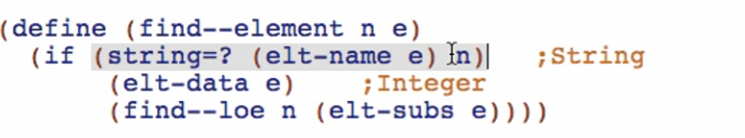 (define (find--element n e)
(if (string=? (elt-name e) n) ;String
(elt-data e) ;Integer
(find--loe n (elt-subs e))))